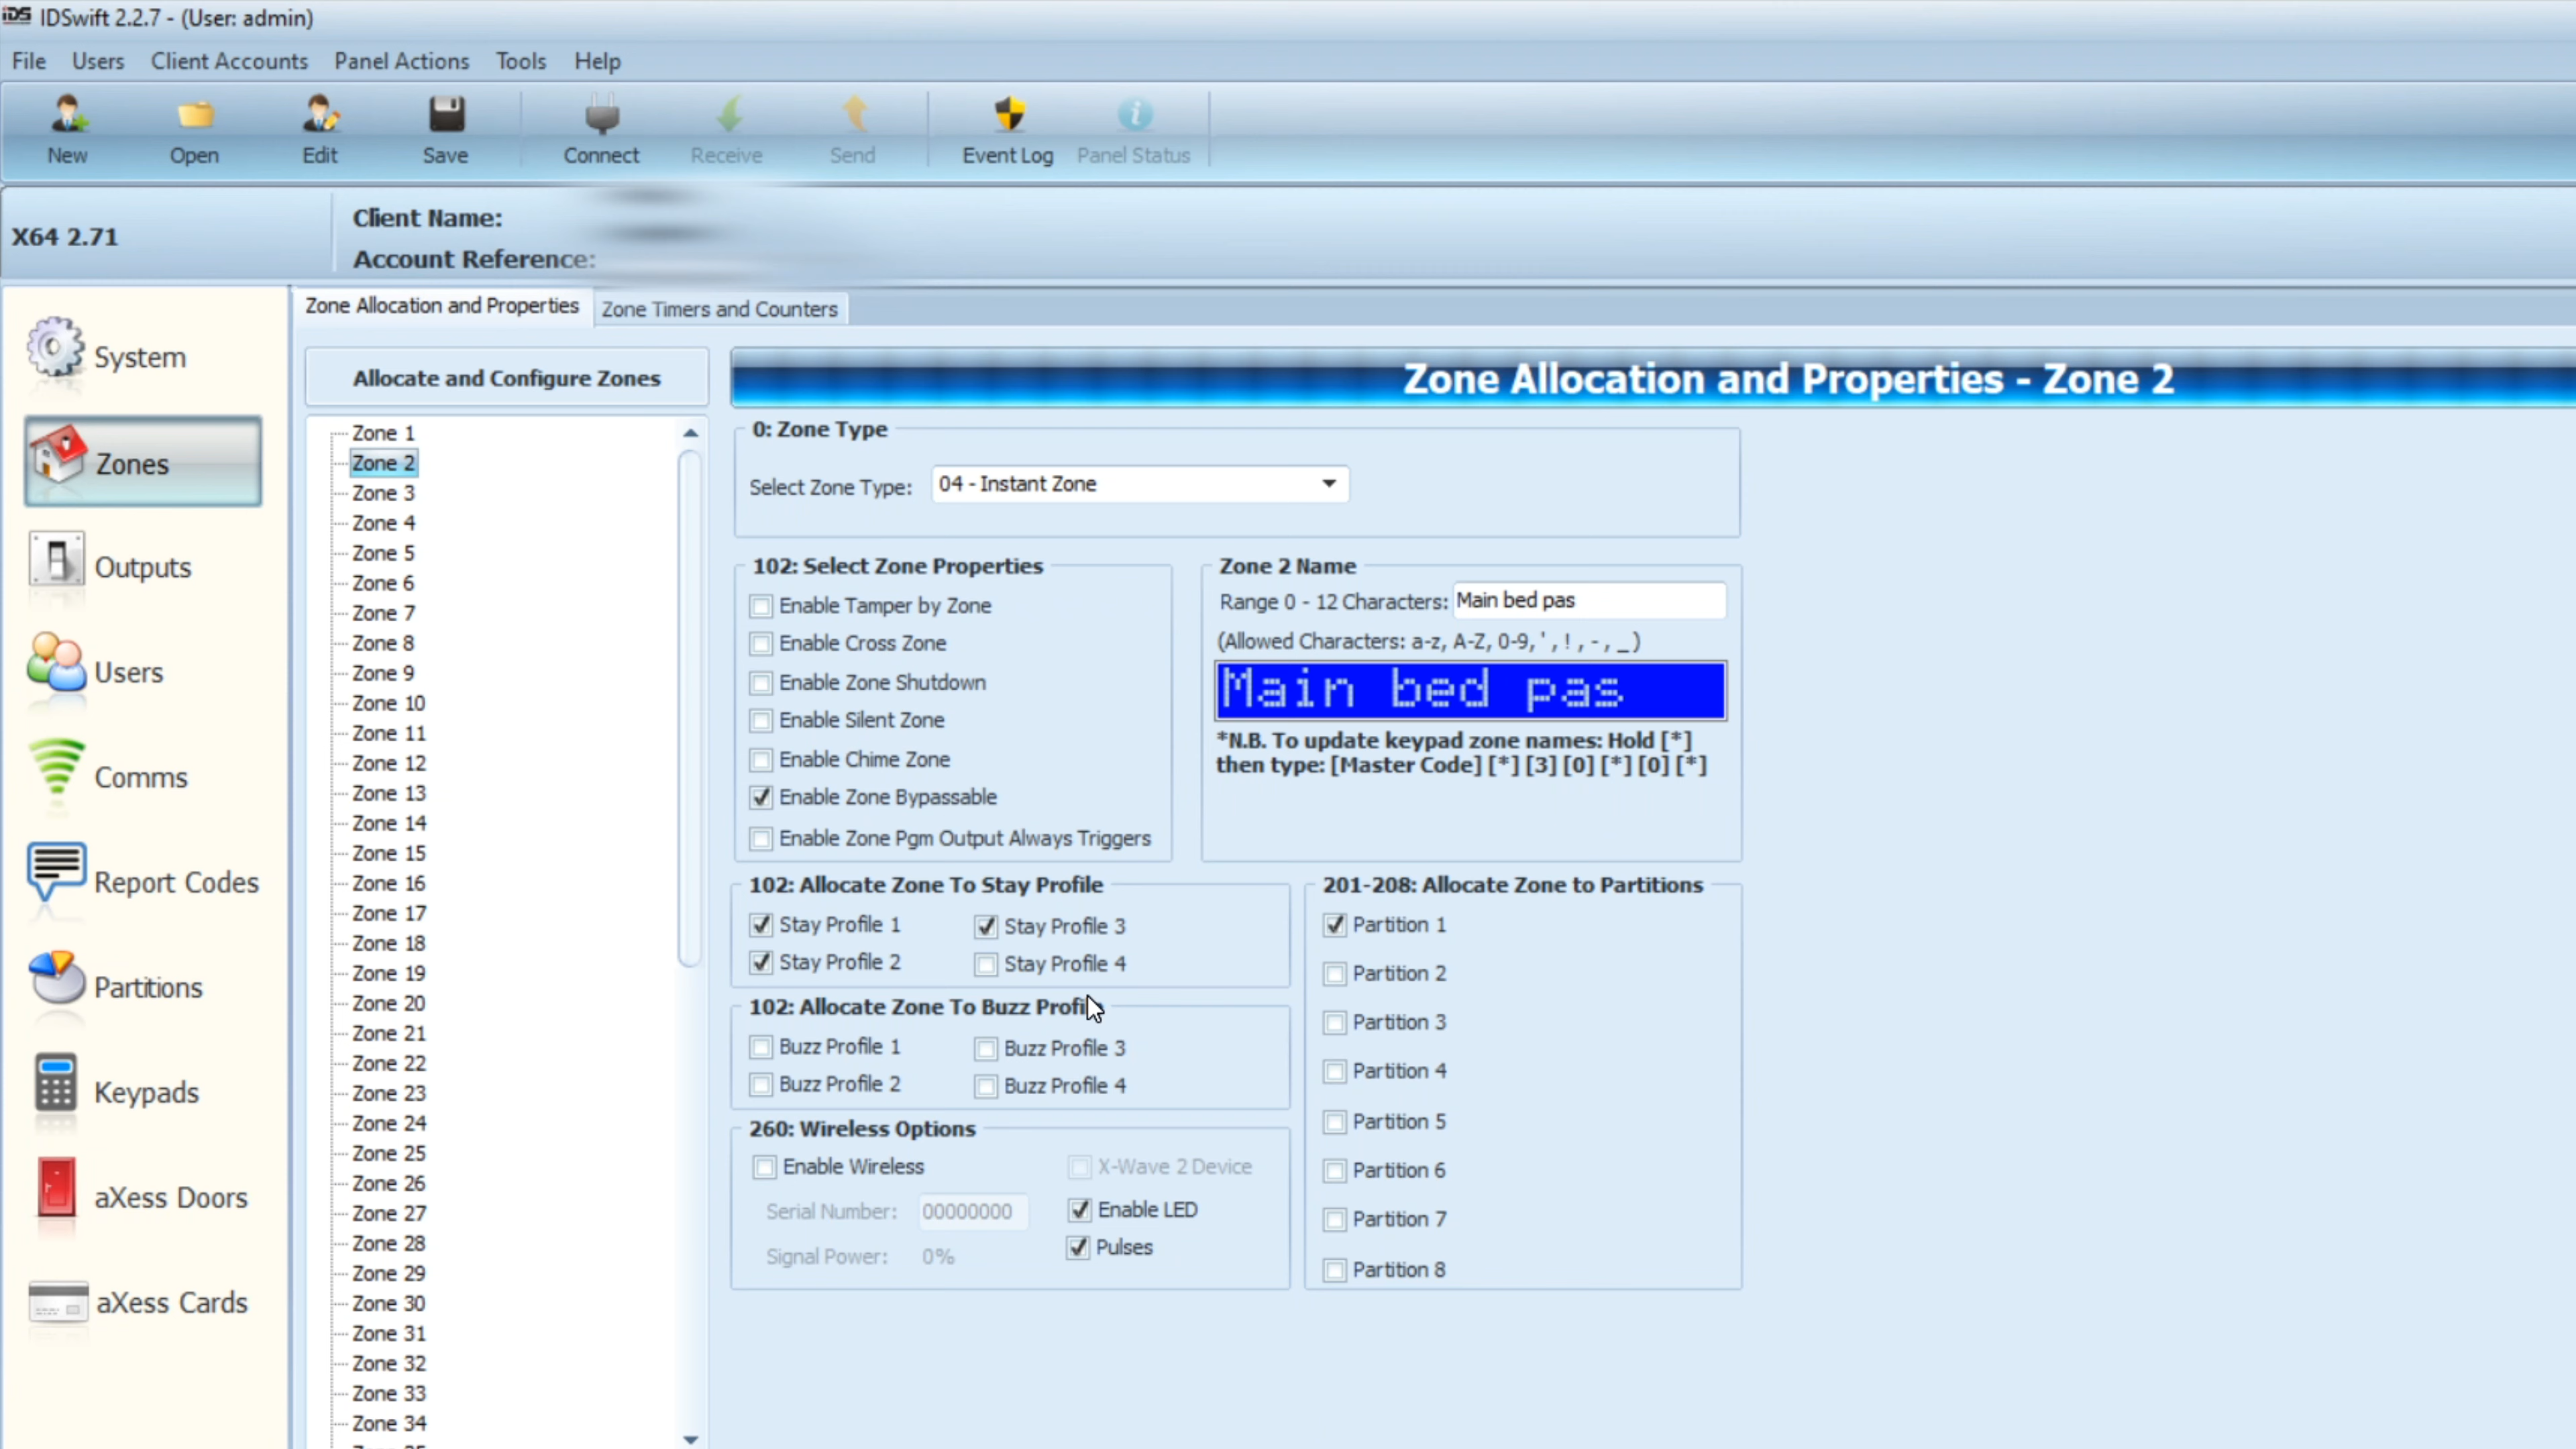 IDS IDSwift 2.2.7 - (User: admin)
File Users Client Accounts Panel Actions Tools Help
New Open Edit Save Connect Receive Send Event Log Panel Status
X64 2.71
Client Name:
Account Reference:
System
Zones
Outputs
Users
Comms
Report Codes
Partitions
Keypads
aXess Doors
aXess Cards
Zone Allocation and Properties Zone Timers and Counters
Allocate and Configure Zones
Zone 1
Zone 2
Zone 3
Zone 4
Zone 5
Zone 6
Zone 7
Zone 8
Zone 9
Zone 10
Zone 11
Zone 12
Zone 13
Zone 14
Zone 15
Zone 16
Zone 17
Zone 18
Zone 19
Zone 20
Zone 21
Zone 22
Zone 23
Zone 24
Zone 25
Zone 26
Zone 27
Zone 28
Zone 29
Zone 30
Zone 31
Zone 32
Zone 33
Zone 34
Zone Allocation and Properties - Zone 2
0: Zone Type
Select Zone Type: 04 - Instant Zone
102: Select Zone Properties
Enable Tamper by Zone
Enable Cross Zone
Enable Zone Shutdown
Enable Silent Zone
Enable Chime Zone
Enable Zone Bypassable
Enable Zone Pgm Output Always Triggers
Zone 2 Name
Range 0 - 12 Characters: Main bed pas
(Allowed Characters: a-z, A-Z, 0-9, ' , ! , - , _ )
Main bed pas
*N.B. To update keypad zone names: Hold [*]
then type: [Master Code] [*] [3] [0] [*] [0] [*]
102: Allocate Zone To Stay Profile
Stay Profile 1 Stay Profile 3
Stay Profile 2 Stay Profile 4
102: Allocate Zone To Buzz Profile
Buzz Profile 1 Buzz Profile 3
Buzz Profile 2 Buzz Profile 4
260: Wireless Options
Enable Wireless X-Wave 2 Device
Serial Number: 00000000 Enable LED
Signal Power: 0% Pulses
201-208: Allocate Zone to Partitions
Partition 1
Partition 2
Partition 3
Partition 4
Partition 5
Partition 6
Partition 7
Partition 8